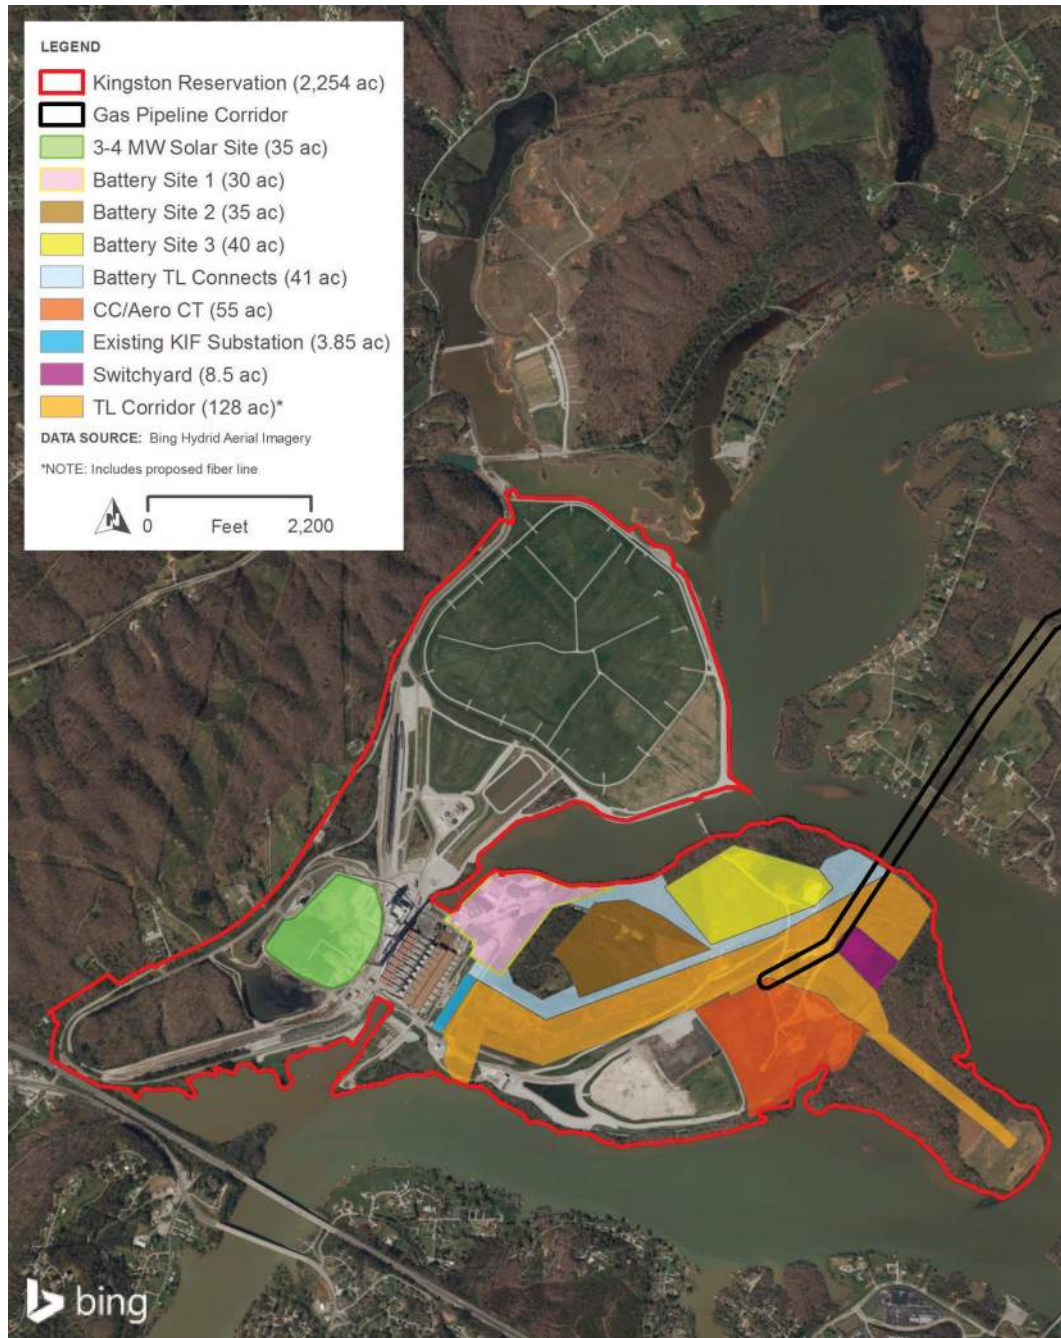 LEGEND
Kingston Reservation (2,254 ac)
Gas Pipeline Corridor
3-4 MW Solar Site (35 ac)
Battery Site 1 (30 ac)
Battery Site 2 (35 ac)
Battery Site 3 (40 ac)
Battery TL Connects (41 ac)
CC/Aero CT (55 ac)
Existing KIF Substation (3.85 ac)
Switchyard (8.5 ac)
TL Corridor (128 ac)*
DATA SOURCE: Bing Hydrid Aerial Imagery
*NOTE: Includes proposed fiber line
N
0 Feet 2,200
bing